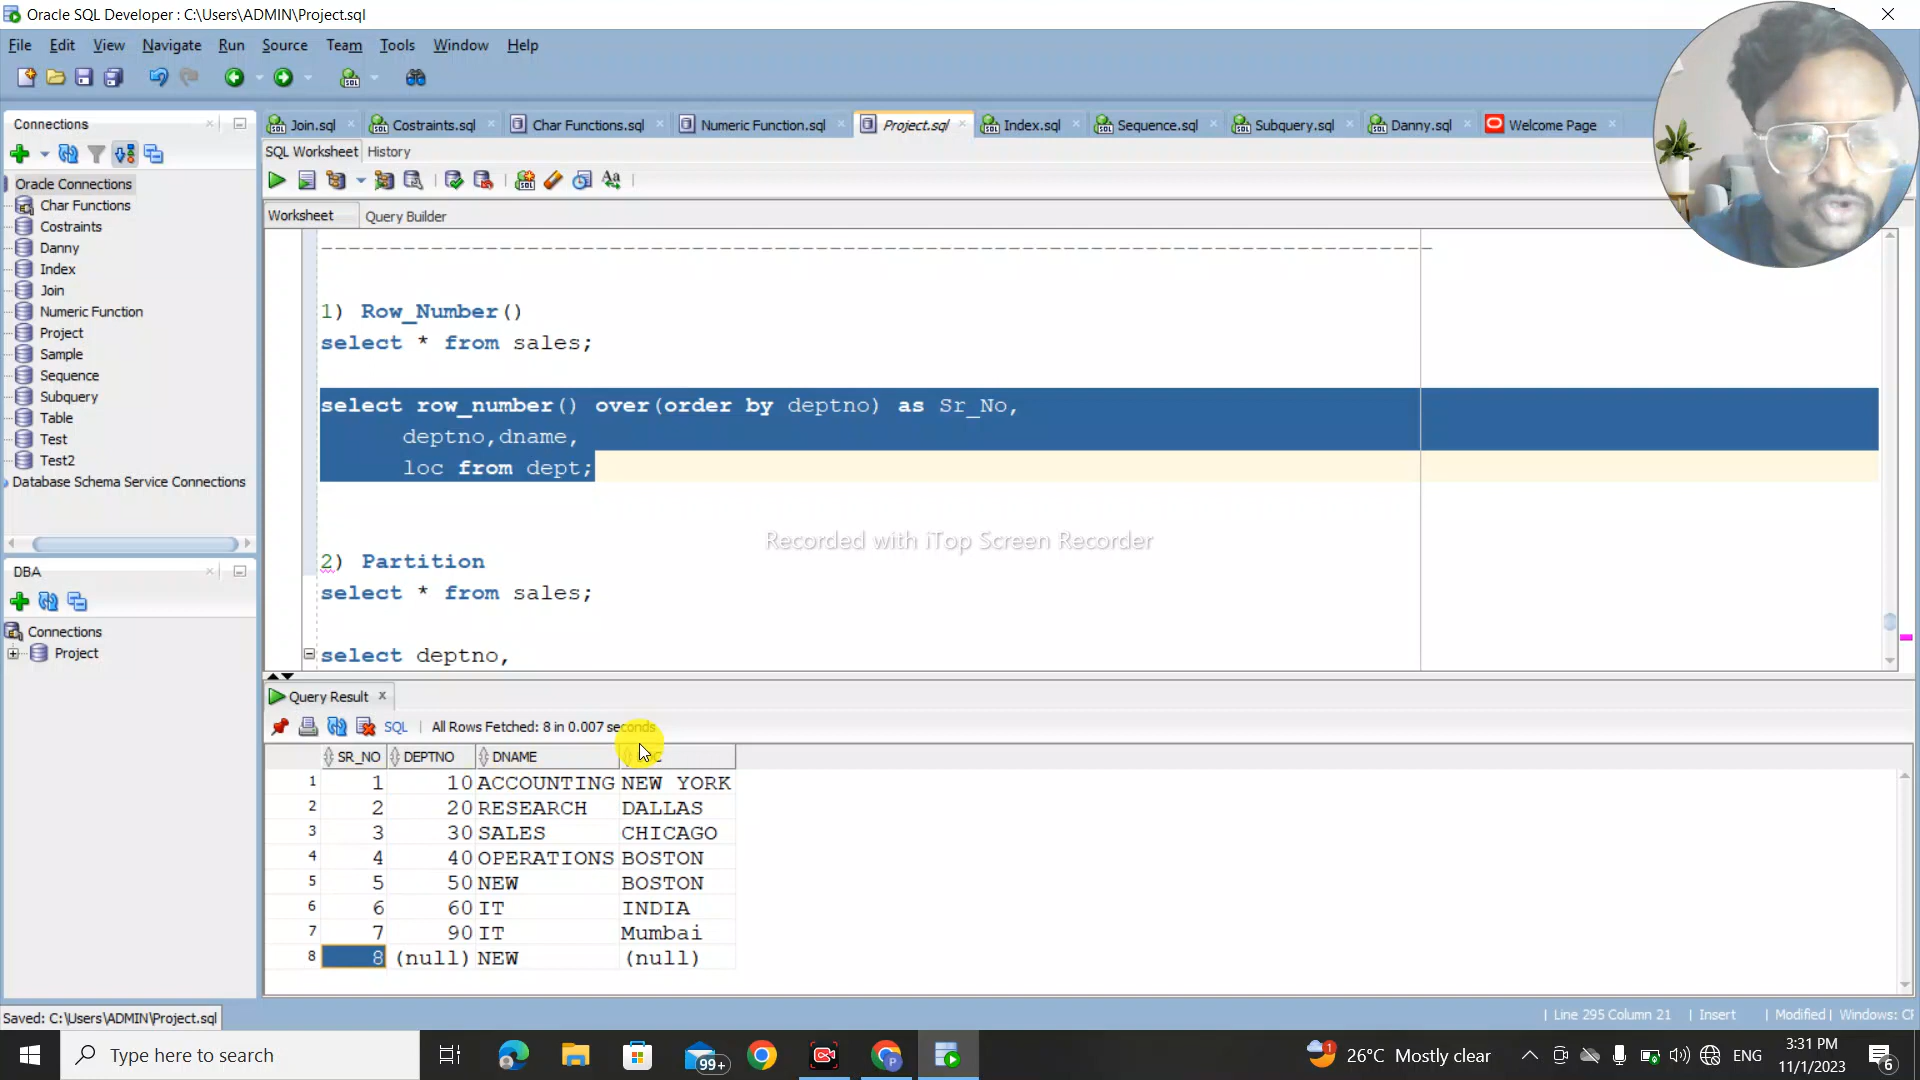 Oracle SQL Developer : C:\Users\ADMIN\Project.sql
File Edit View Navigate Run Source Team Tools Window Help
Connections
Join.sql Costraints.sql Char Functions.sql Numeric Function.sql Project.sql Index.sql Sequence.sql Subquery.sql Danny.sql Welcome Page
SQL Worksheet History
Worksheet Query Builder
Oracle Connections
Char Functions
Costraints
Danny
Index
Join
Numeric Function
Project
Sample
Sequence
Subquery
Table
Test
Test2
Database Schema Service Connections
DBA
Connections
Project
1) Row_Number()
select * from sales;
select row_number() over(order by deptno) as Sr_No,
deptno,dname,
loc from dept;
Recorded with iTop Screen Recorder
2) Partition
select * from sales;
select deptno,
Query Result
SQL | All Rows Fetched: 8 in 0.007 seconds
SR_NO DEPTNO DNAME
1 1 10 ACCOUNTING NEW YORK
2 2 20 RESEARCH DALLAS
3 3 30 SALES CHICAGO
4 4 40 OPERATIONS BOSTON
5 5 50 NEW BOSTON
6 6 60 IT INDIA
7 7 90 IT Mumbai
8 8 (null) NEW (null)
Saved: C:\Users\ADMIN\Project.sql
| Line 295 Column 21 | Insert | Modified | Windows:
Type here to search
99+
26°C Mostly clear
ENG
3:31 PM
11/1/2023
6